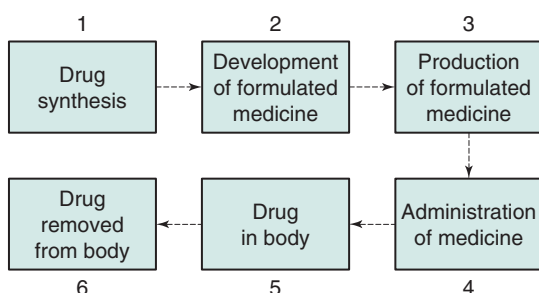 1
Drug
synthesis
2
Development
of formulated
medicine
3
Production
of formulated
medicine
Administration
of medicine
4
Drug
in body
5
Drug
removed
from body
6